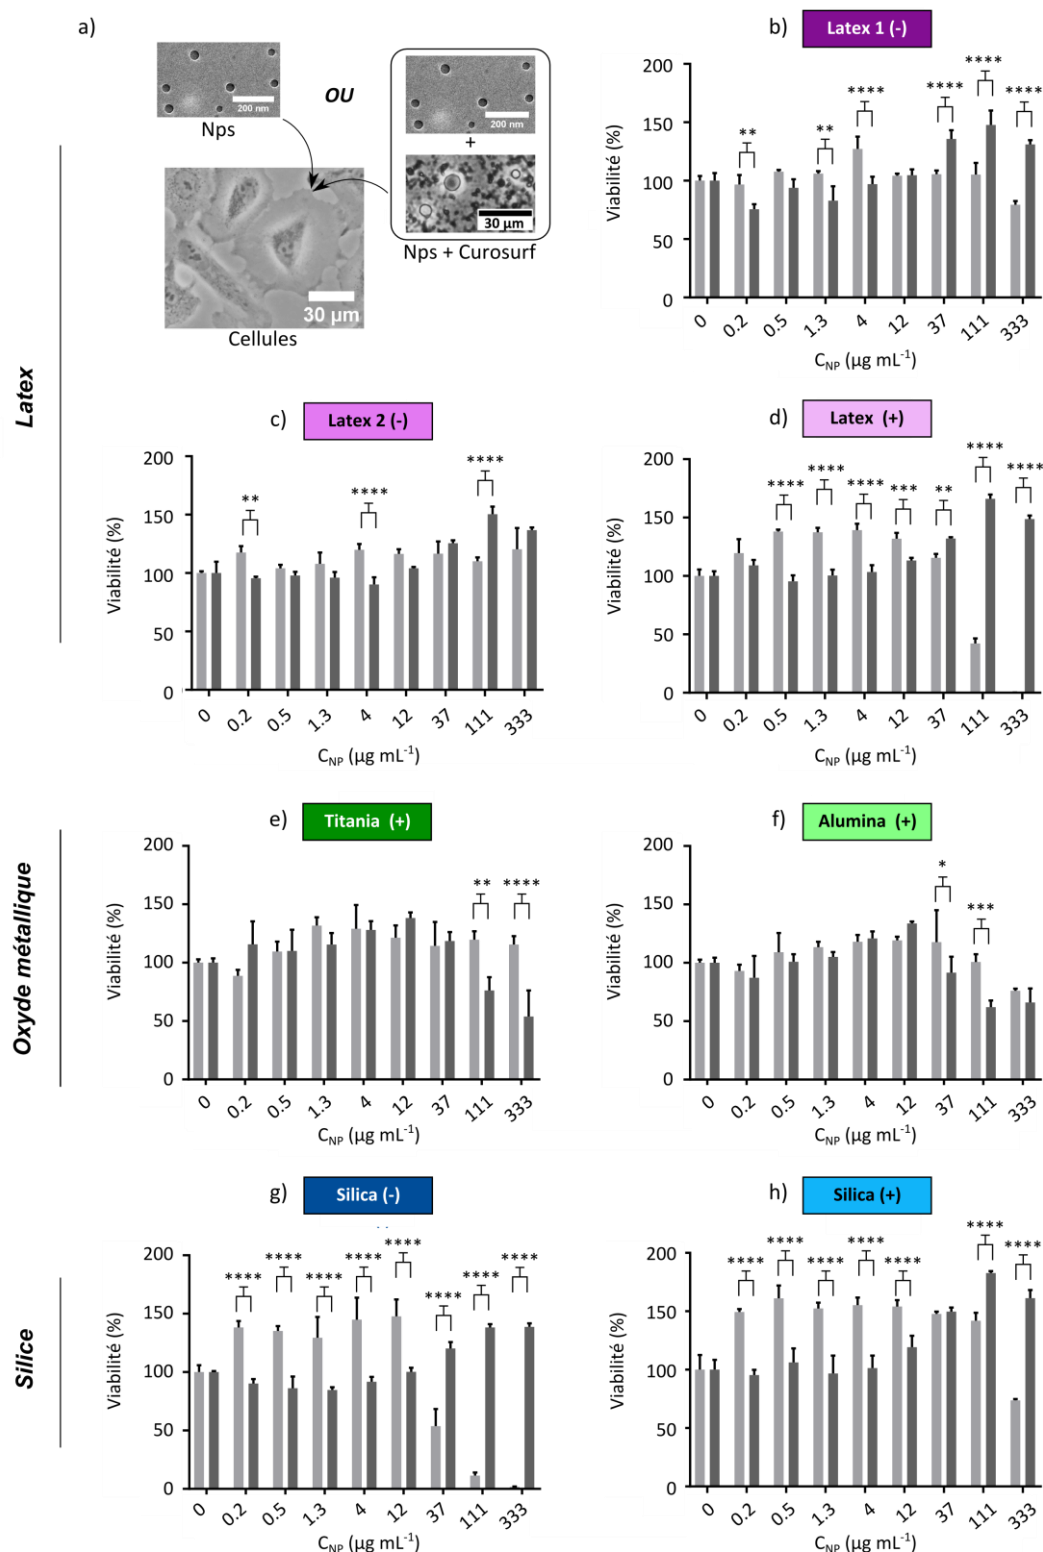 a)
200 nm
Nps
OU
200 nm
+
30 µm
Nps + Curosurf
30 µm
Cellules
b)
Latex 1 (-)
Viabilité (%)
200
150
100
50
0
** ** **** **** **** ****
0 0.2 0.5 1.3 4 12 37 111 333
C_NP (µg mL⁻¹)
Latex
c)
Latex 2 (-)
Viabilité (%)
200
150
100
50
0
** **** ****
0 0.2 0.5 1.3 4 12 37 111 333
C_NP (µg mL⁻¹)
d)
Latex (+)
Viabilité (%)
200
150
100
50
0
**** **** **** *** ** **** ****
0 0.2 0.5 1.3 4 12 37 111 333
C_NP (µg mL⁻¹)
Oxyde métallique
e)
Titania (+)
Viabilité (%)
200
150
100
50
0
** ****
0 0.2 0.5 1.3 4 12 37 111 333
C_NP (µg mL⁻¹)
f)
Alumina (+)
Viabilité (%)
200
150
100
50
0
* ***
0 0.2 0.5 1.3 4 12 37 111 333
C_NP (µg mL⁻¹)
Silice
g)
Silica (-)
Viabilité (%)
200
150
100
50
0
**** **** **** **** **** **** **** ****
0 0.2 0.5 1.3 4 12 37 111 333
C_NP (µg mL⁻¹)
h)
Silica (+)
Viabilité (%)
200
150
100
50
0
**** **** **** **** **** **** ****
0 0.2 0.5 1.3 4 12 37 111 333
C_NP (µg mL⁻¹)